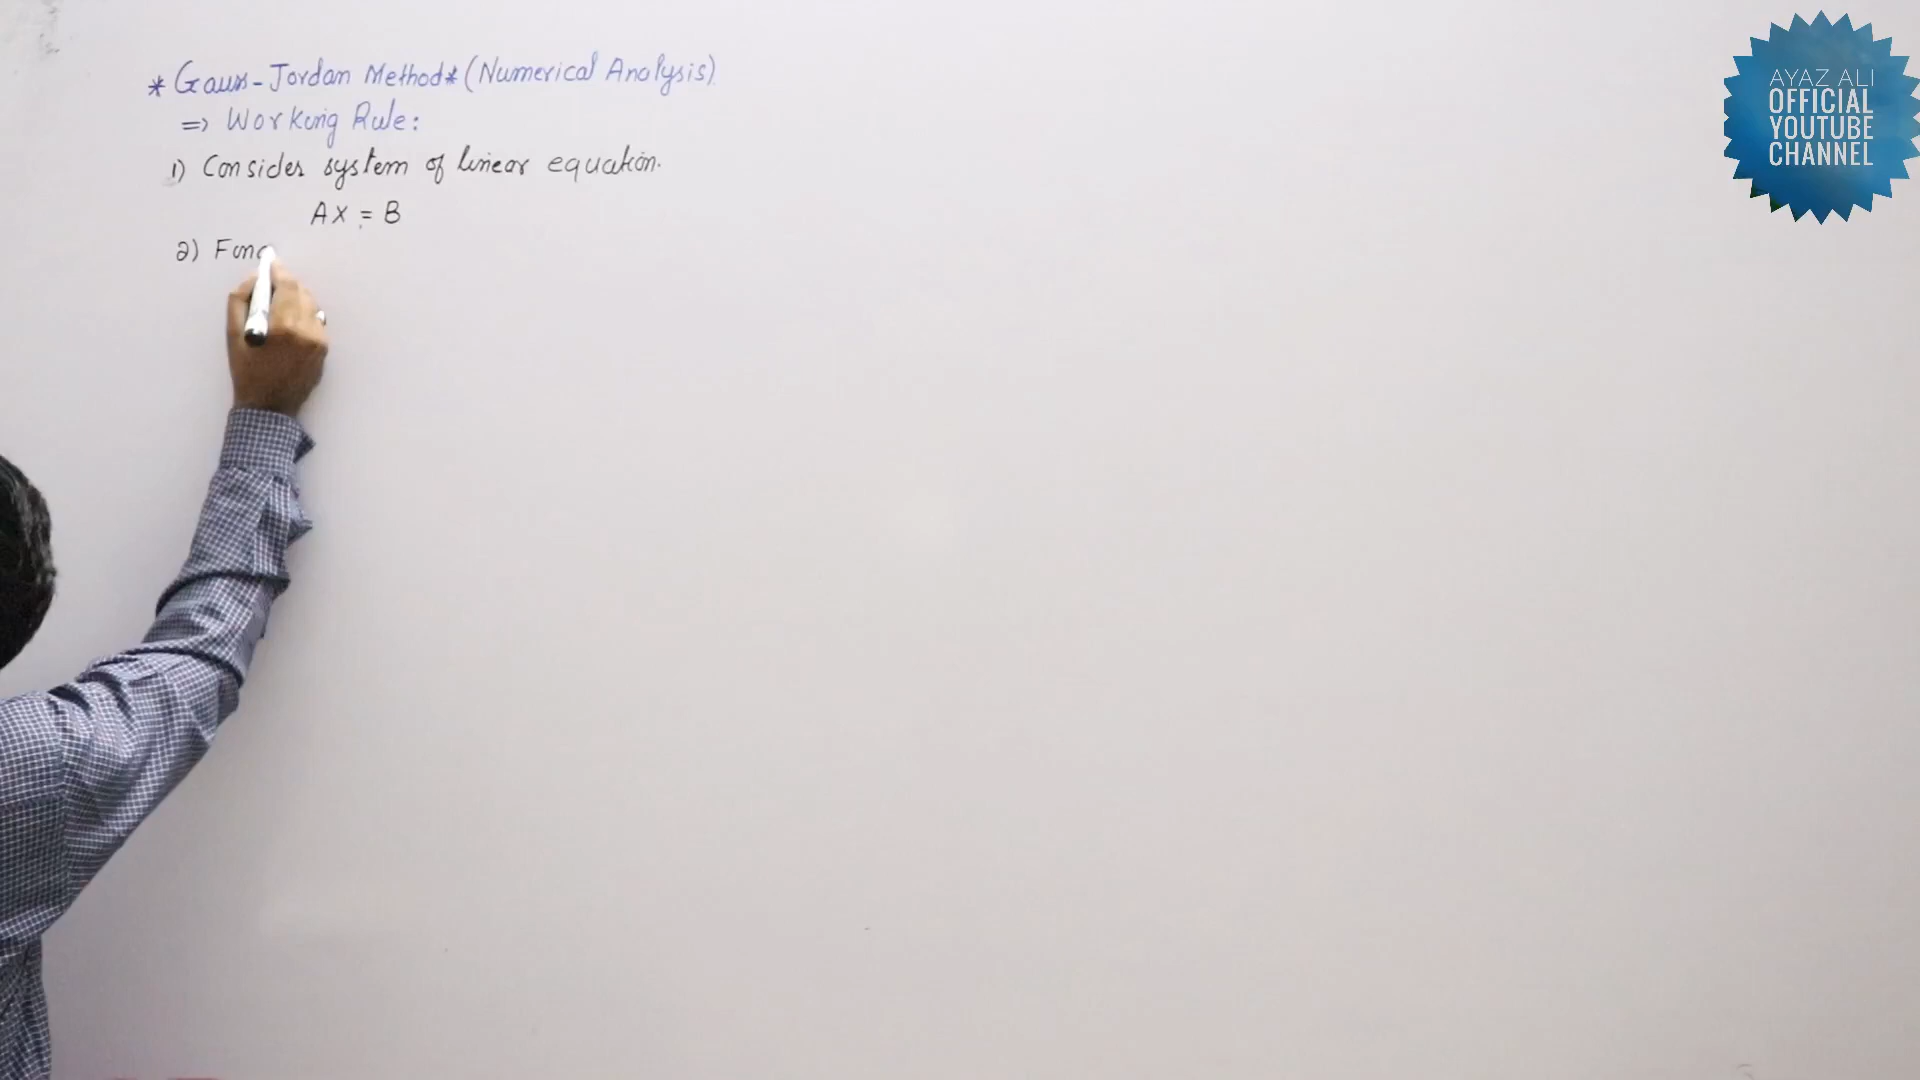 * Gauss-Jordan Method * (Numerical Analysis)
=> Working Rule:
1) Consider system of linear equation.
AX = B
2)
AYAZ ALI
OFFICIAL
YOUTUBE
CHANNEL